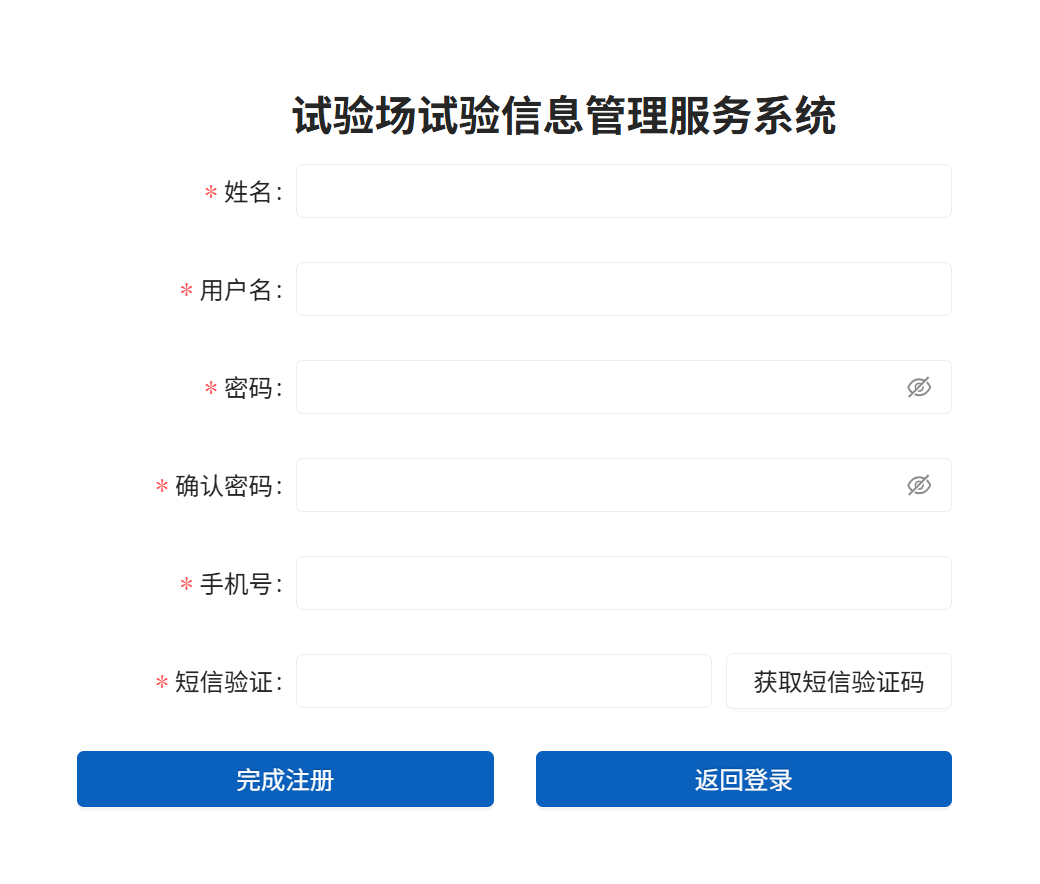 试验场试验信息管理服务系统
* 姓名:
* 用户名:
* 密码:
* 确认密码:
* 手机号:
* 短信验证: 获取短信验证码
完成注册 返回登录